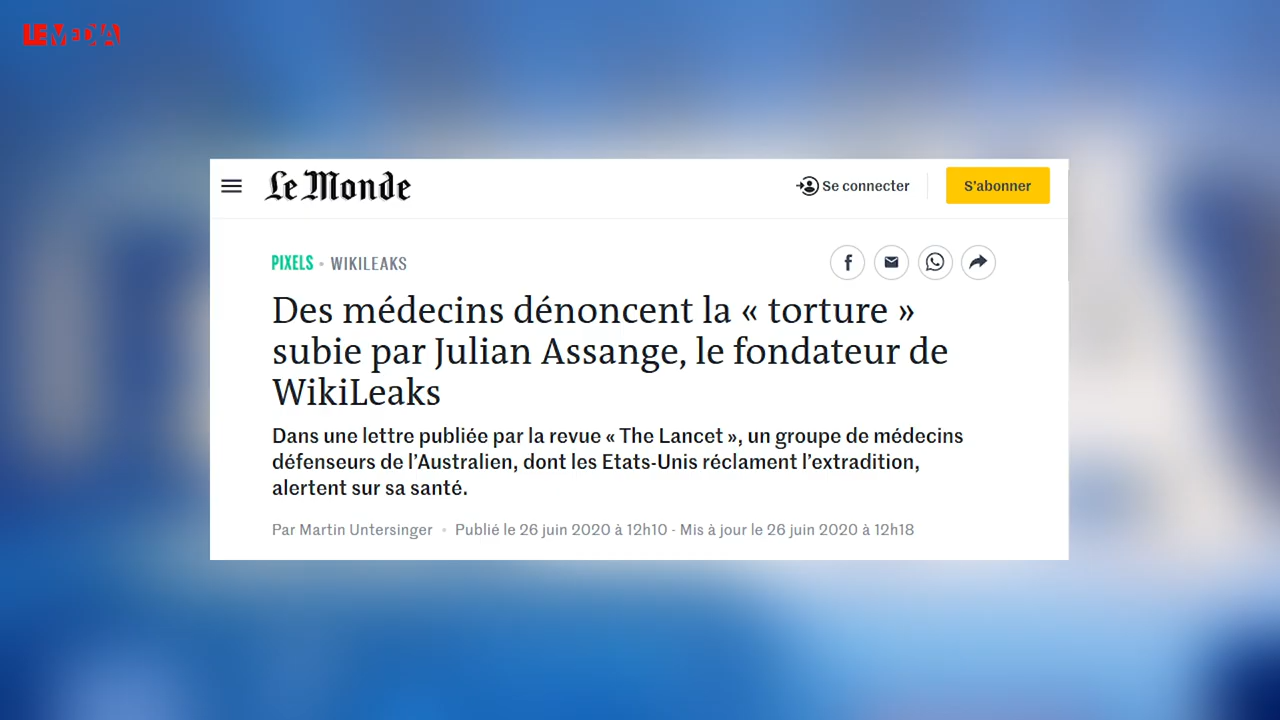 LEMEDIA
Le Monde
Se connecter
S'abonner
PIXELS • WIKILEAKS
Des médecins dénoncent la « torture »
subie par Julian Assange, le fondateur de
WikiLeaks
Dans une lettre publiée par la revue « The Lancet », un groupe de médecins
défenseurs de l’Australien, dont les Etats-Unis réclament l’extradition,
alertent sur sa santé.
Par Martin Untersinger • Publié le 26 juin 2020 à 12h10 - Mis à jour le 26 juin 2020 à 12h18